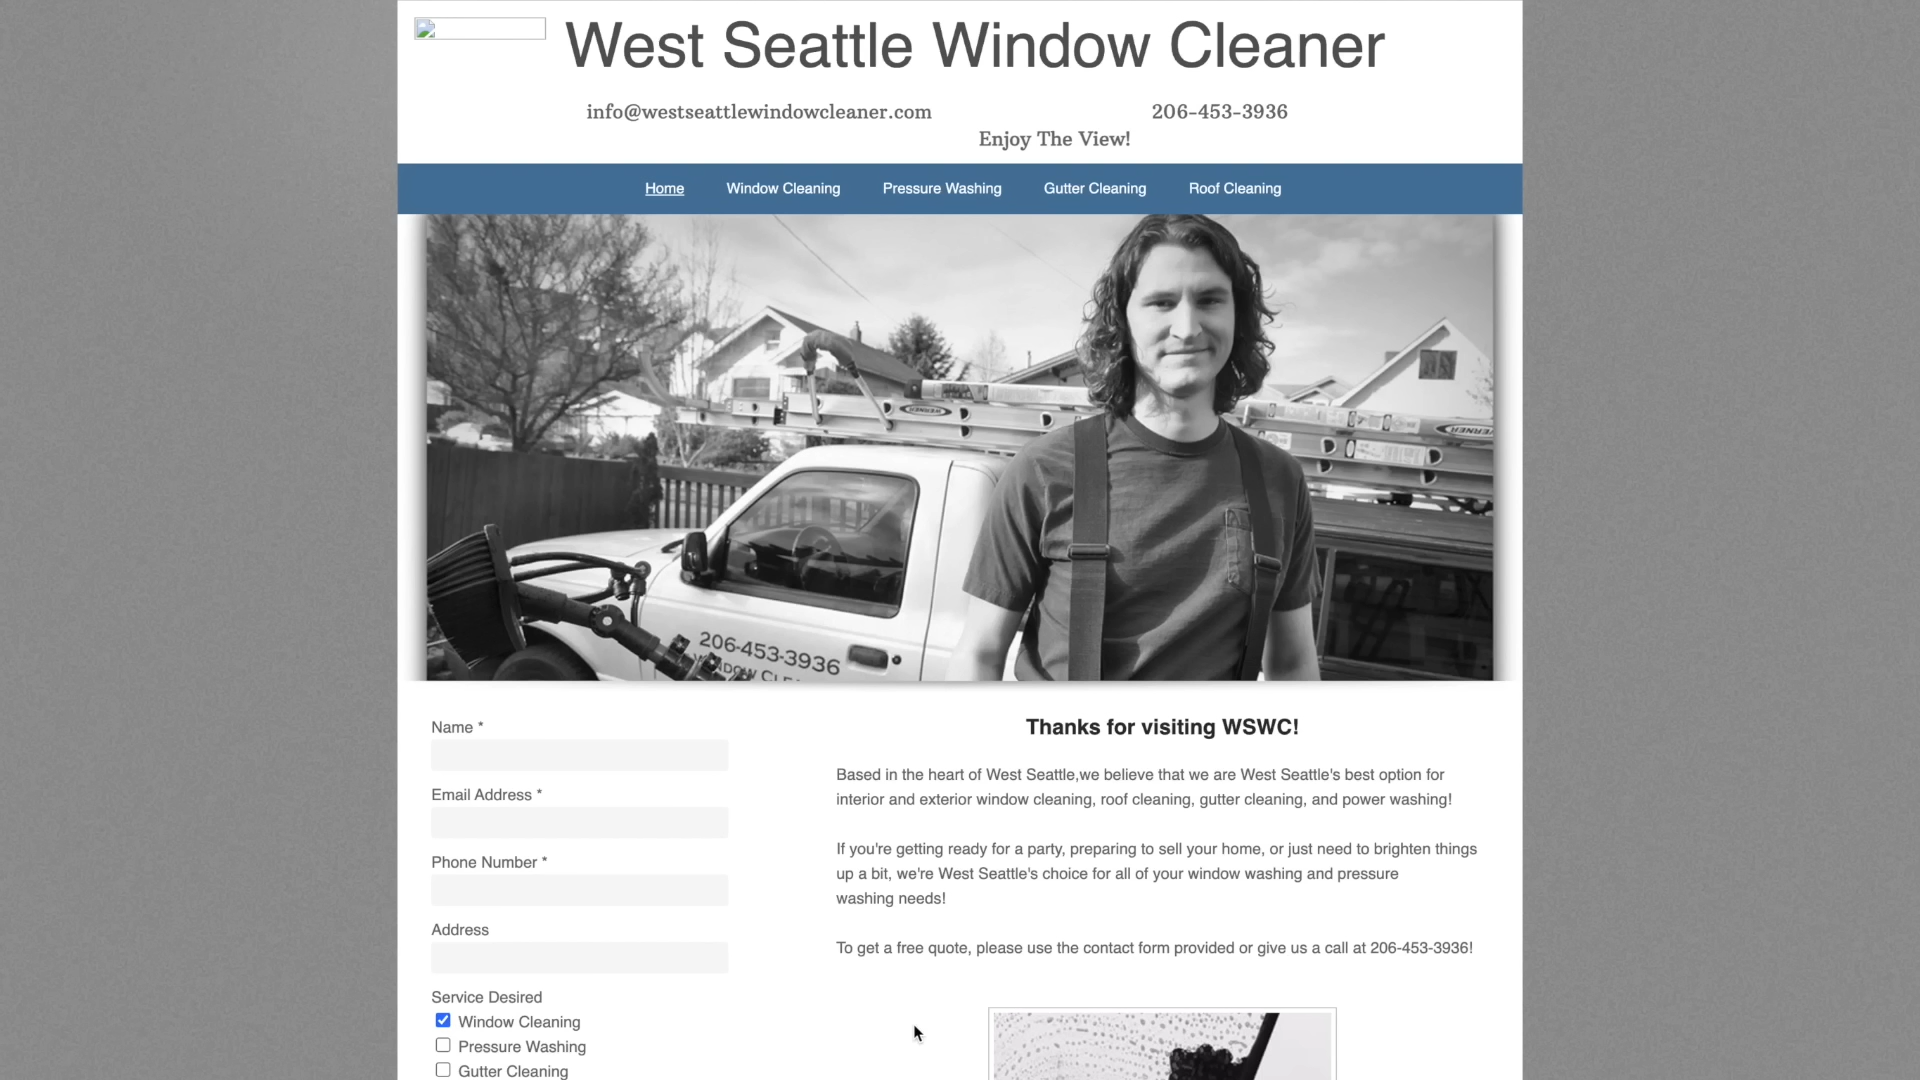 West Seattle Window Cleaner
info@westseattlewindowcleaner.com 206-453-3936
Enjoy The View!
Home Window Cleaning Pressure Washing Gutter Cleaning Roof Cleaning
WERNER
WERNER
206-453-3936
Name *
Email Address *
Phone Number *
Address
Service Desired
Window Cleaning
Pressure Washing
Gutter Cleaning
Thanks for visiting WSWC!
Based in the heart of West Seattle,we believe that we are West Seattle's best option for
interior and exterior window cleaning, roof cleaning, gutter cleaning, and power washing!
If you're getting ready for a party, preparing to sell your home, or just need to brighten things
up a bit, we're West Seattle's choice for all of your window washing and pressure
washing needs!
To get a free quote, please use the contact form provided or give us a call at 206-453-3936!